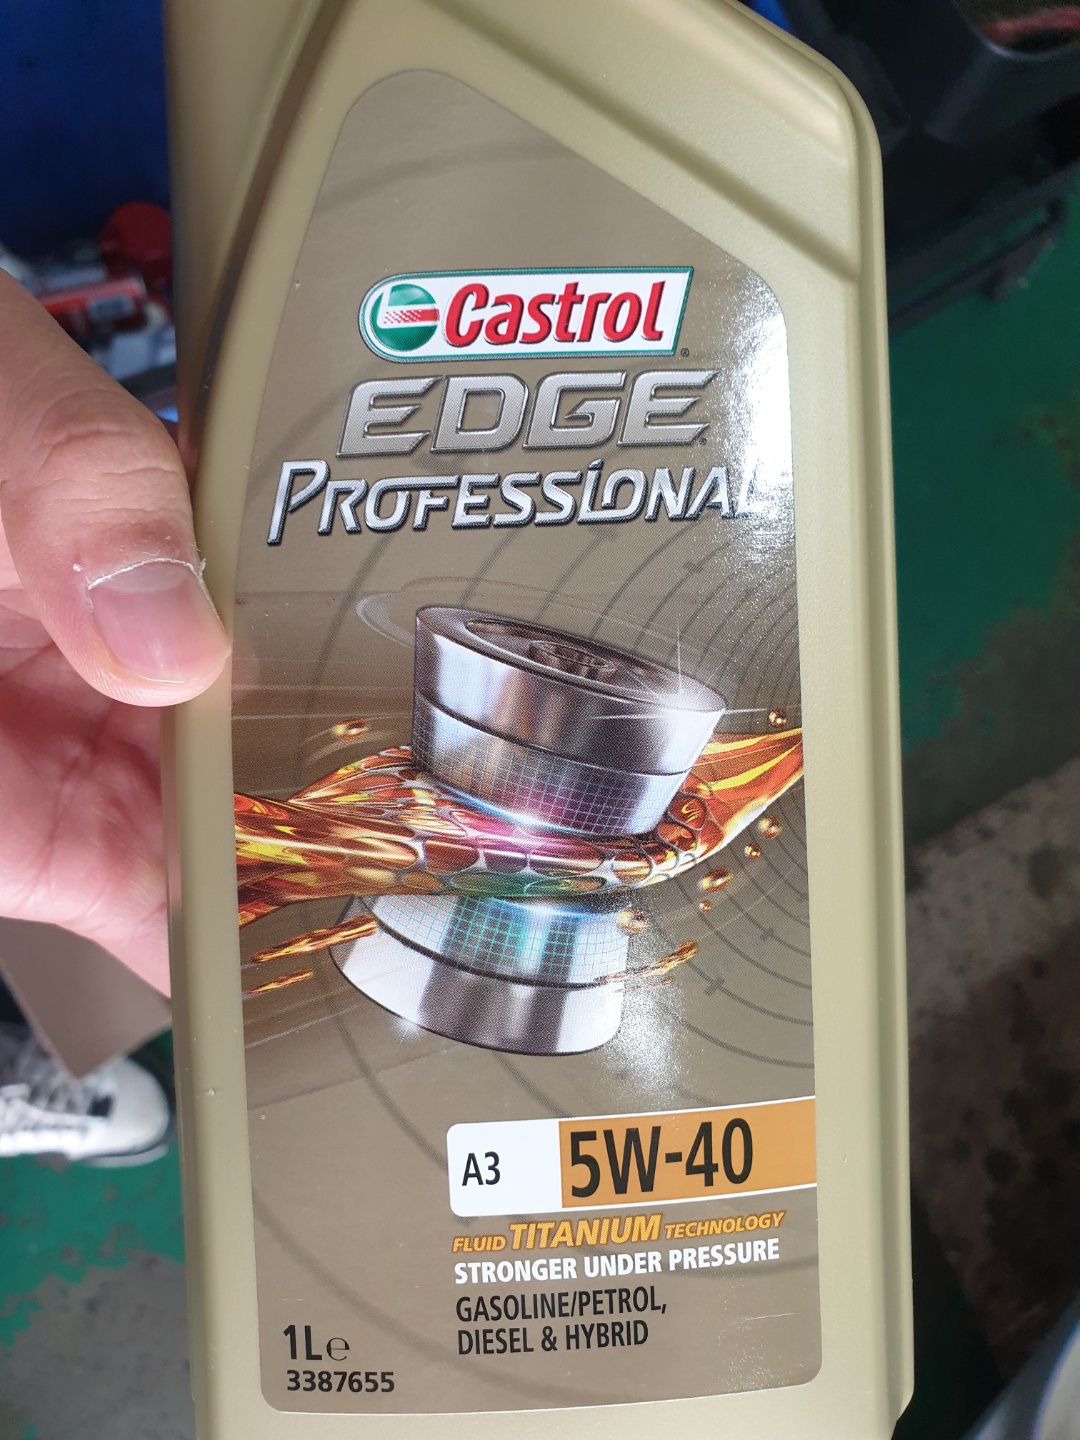 Castrol
EDGE
PROFESSIONAL
A3 5W-40
FLUID TITANIUM TECHNOLOGY
STRONGER UNDER PRESSURE
GASOLINE/PETROL,
DIESEL & HYBRID
1L℮
3387655